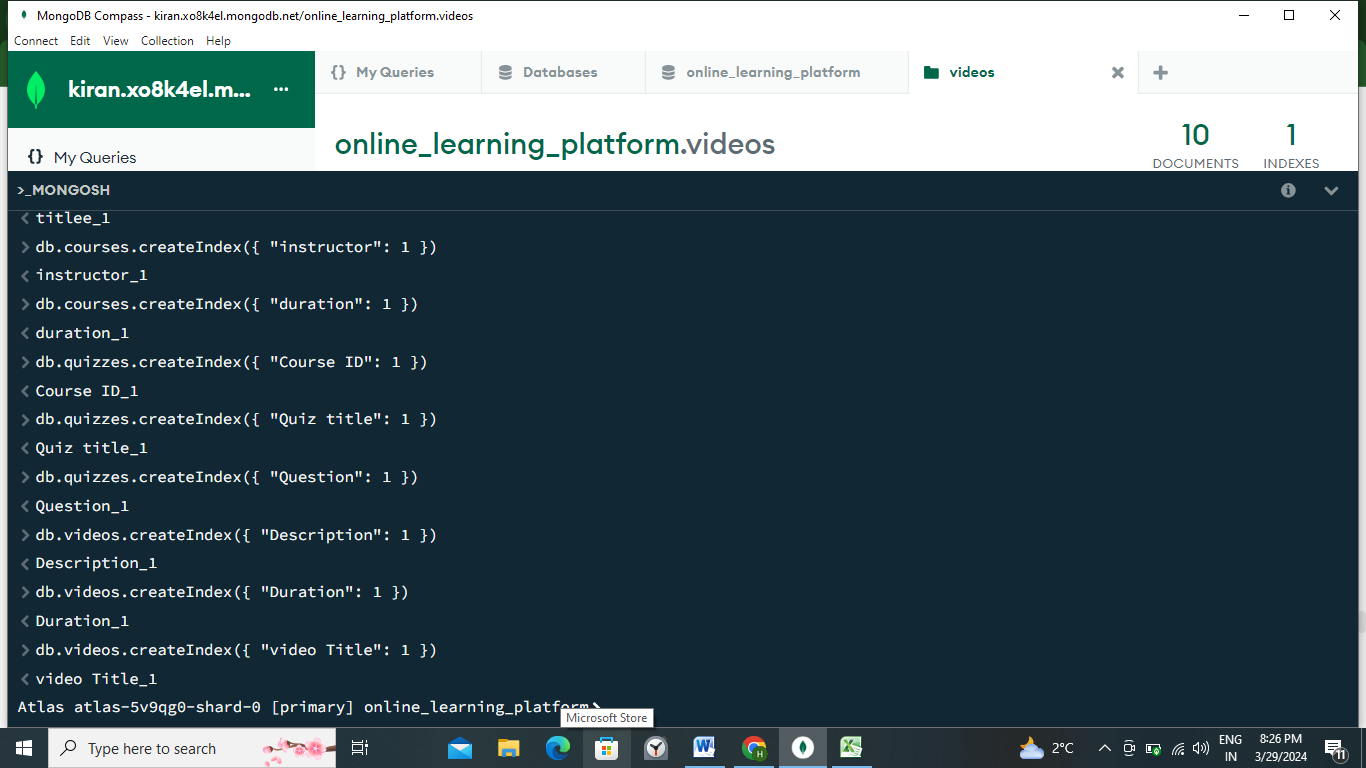 MongoDB Compass - kiran.xo8k4el.mongodb.net/online_learning_platform.videos
Connect Edit View Collection Help
kiran.xo8k4el.m... ...
{} My Queries
{} My Queries Databases online_learning_platform videos
online_learning_platform.videos
10 DOCUMENTS
1 INDEXES
>_MONGOSH
titlee_1
db.courses.createIndex({ "instructor": 1 })
instructor_1
db.courses.createIndex({ "duration": 1 })
duration_1
db.quizzes.createIndex({ "Course ID": 1 })
Course ID_1
db.quizzes.createIndex({ "Quiz title": 1 })
Quiz title_1
db.quizzes.createIndex({ "Question": 1 })
Question_1
db.videos.createIndex({ "Description": 1 })
Description_1
db.videos.createIndex({ "Duration": 1 })
Duration_1
db.videos.createIndex({ "video Title": 1 })
video Title_1
Atlas atlas-5v9qg0-shard-0 [primary] online_learning_platform>
Microsoft Store
Type here to search
2°C
ENG
IN
8:26 PM
3/29/2024
11